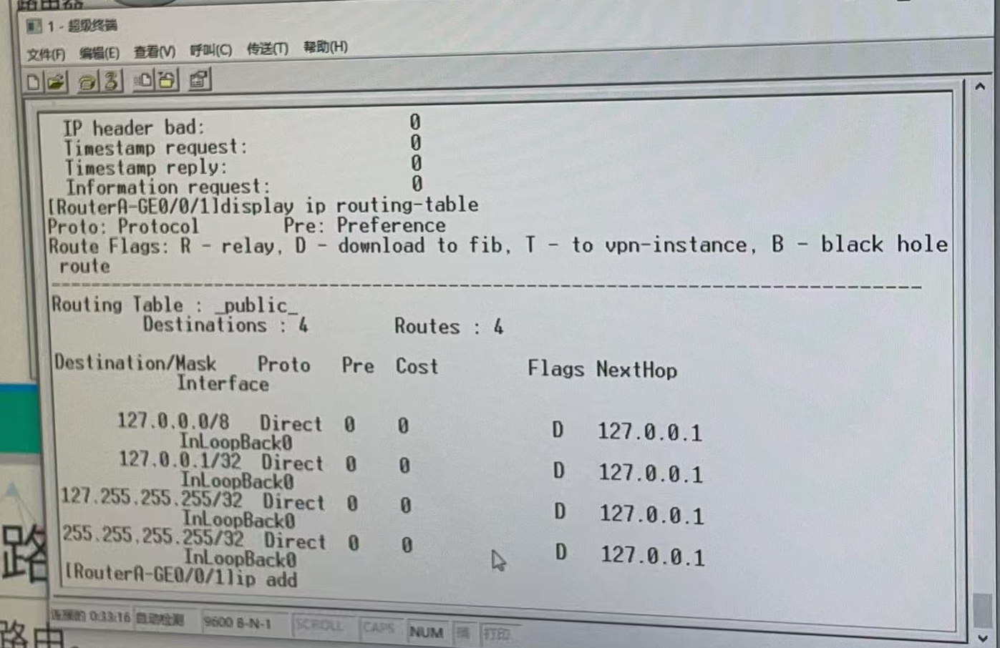 路由器
1 - 超级终端
文件(F) 编辑(E) 查看(V) 呼叫(C) 传送(T) 帮助(H)
IP header bad: 0
Timestamp request: 0
Timestamp reply: 0
Information request: 0
[RouterA-GE0/0/1]display ip routing-table
Proto: Protocol Pre: Preference
Route Flags: R - relay, D - download to fib, T - to vpn-instance, B - black hole
route
------------------------------------------------------------------------------
Routing Table : _public_
Destinations : 4 Routes : 4
Destination/Mask Proto Pre Cost Flags NextHop
Interface
127.0.0.0/8 Direct 0 0 D 127.0.0.1
InLoopBack0
127.0.0.1/32 Direct 0 0 D 127.0.0.1
InLoopBack0
127.255.255.255/32 Direct 0 0 D 127.0.0.1
InLoopBack0
255.255.255.255/32 Direct 0 0 D 127.0.0.1
InLoopBack0
[RouterA-GE0/0/1]ip add
连接的 0:33:16 自动检测 9600 8-N-1 SCROLL CAPS NUM 捕 打印
路
路由